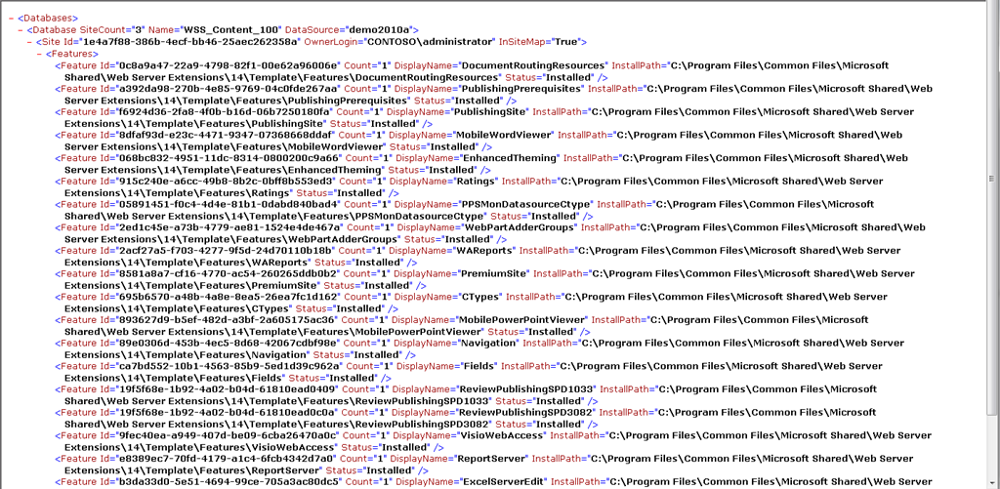 − <Databases>
− <Database SiteCount="3" Name="WSS_Content_100" DataSource="demo2010a">
− <Site Id="1e4a7f88-386b-4ecf-bb46-25aec262358a" OwnerLogin="CONTOSO\administrator" InSiteMap="True">
− <Features>
<Feature Id="0c8a9a47-22a9-4798-82f1-00e62a96006e" Count="1" DisplayName="DocumentRoutingResources" InstallPath="C:\Program Files\Common Files\Microsoft
Shared\Web Server Extensions\14\Template\Features\DocumentRoutingResources" Status="Installed" />
<Feature Id="a392da98-270b-4e85-9769-04c0fde267aa" Count="1" DisplayName="PublishingPrerequisites" InstallPath="C:\Program Files\Common Files\Microsoft Shared\Web
Server Extensions\14\Template\Features\PublishingPrerequisites" Status="Installed" />
<Feature Id="f6924d36-2fa8-4f0b-b16d-06b7250180fa" Count="1" DisplayName="PublishingSite" InstallPath="C:\Program Files\Common Files\Microsoft Shared\Web Server
Extensions\14\Template\Features\PublishingSite" Status="Installed" />
<Feature Id="8dfaf93d-e23c-4471-9347-07368668ddaf" Count="1" DisplayName="MobileWordViewer" InstallPath="C:\Program Files\Common Files\Microsoft Shared\Web
Server Extensions\14\Template\Features\MobileWordViewer" Status="Installed" />
<Feature Id="068bc832-4951-11dc-8314-0800200c9a66" Count="1" DisplayName="EnhancedTheming" InstallPath="C:\Program Files\Common Files\Microsoft Shared\Web
Server Extensions\14\Template\Features\EnhancedTheming" Status="Installed" />
<Feature Id="915c240e-a6cc-49b8-8b2c-0bff8b553ed3" Count="1" DisplayName="Ratings" InstallPath="C:\Program Files\Common Files\Microsoft Shared\Web Server
Extensions\14\Template\Features\Ratings" Status="Installed" />
<Feature Id="05891451-f0c4-4d4e-81b1-0dabd840bad4" Count="1" DisplayName="PPSMonDatasourceCtype" InstallPath="C:\Program Files\Common Files\Microsoft
Shared\Web Server Extensions\14\Template\Features\PPSMonDatasourceCtype" Status="Installed" />
<Feature Id="2ed1c45e-a73b-4779-ae81-1524e4de467a" Count="1" DisplayName="WebPartAdderGroups" InstallPath="C:\Program Files\Common Files\Microsoft Shared\Web
Server Extensions\14\Template\Features\WebPartAdderGroups" Status="Installed" />
<Feature Id="2acf27a5-f703-4277-9f5d-24d70110b18b" Count="1" DisplayName="WAReports" InstallPath="C:\Program Files\Common Files\Microsoft Shared\Web Server
Extensions\14\Template\Features\WAReports" Status="Installed" />
<Feature Id="8581a8a7-cf16-4770-ac54-260265ddb0b2" Count="1" DisplayName="PremiumSite" InstallPath="C:\Program Files\Common Files\Microsoft Shared\Web Server
Extensions\14\Template\Features\PremiumSite" Status="Installed" />
<Feature Id="695b6570-a48b-4a8e-8ea5-26ea7fc1d162" Count="1" DisplayName="CTypes" InstallPath="C:\Program Files\Common Files\Microsoft Shared\Web Server
Extensions\14\Template\Features\CTypes" Status="Installed" />
<Feature Id="893627d9-b5ef-482d-a3bf-2a605175ac36" Count="1" DisplayName="MobilePowerPointViewer" InstallPath="C:\Program Files\Common Files\Microsoft
Shared\Web Server Extensions\14\Template\Features\MobilePowerPointViewer" Status="Installed" />
<Feature Id="89e0306d-453b-4ec5-8d68-42067cdbf98e" Count="1" DisplayName="Navigation" InstallPath="C:\Program Files\Common Files\Microsoft Shared\Web Server
Extensions\14\Template\Features\Navigation" Status="Installed" />
<Feature Id="ca7bd552-10b1-4563-85b9-5ed1d39c962a" Count="1" DisplayName="Fields" InstallPath="C:\Program Files\Common Files\Microsoft Shared\Web Server
Extensions\14\Template\Features\Fields" Status="Installed" />
<Feature Id="19f5f68e-1b92-4a02-b04d-61810ead0409" Count="1" DisplayName="ReviewPublishingSPD1033" InstallPath="C:\Program Files\Common Files\Microsoft
Shared\Web Server Extensions\14\Template\Features\ReviewPublishingSPD1033" Status="Installed" />
<Feature Id="19f5f68e-1b92-4a02-b04d-61810ead0c0a" Count="1" DisplayName="ReviewPublishingSPD3082" InstallPath="C:\Program Files\Common Files\Microsoft
Shared\Web Server Extensions\14\Template\Features\ReviewPublishingSPD3082" Status="Installed" />
<Feature Id="9fec40ea-a949-407d-be09-6cba26470a0c" Count="1" DisplayName="VisioWebAccess" InstallPath="C:\Program Files\Common Files\Microsoft Shared\Web Server
Extensions\14\Template\Features\VisioWebAccess" Status="Installed" />
<Feature Id="e8389ec7-70fd-4179-a1c4-6fcb4342d7a0" Count="1" DisplayName="ReportServer" InstallPath="C:\Program Files\Common Files\Microsoft Shared\Web Server
Extensions\14\Template\Features\ReportServer" Status="Installed" />
<Feature Id="b3da33d0-5e51-4694-99ce-705a3ac80dc5" Count="1" DisplayName="ExcelServerEdit" InstallPath="C:\Program Files\Common Files\Microsoft Shared\Web